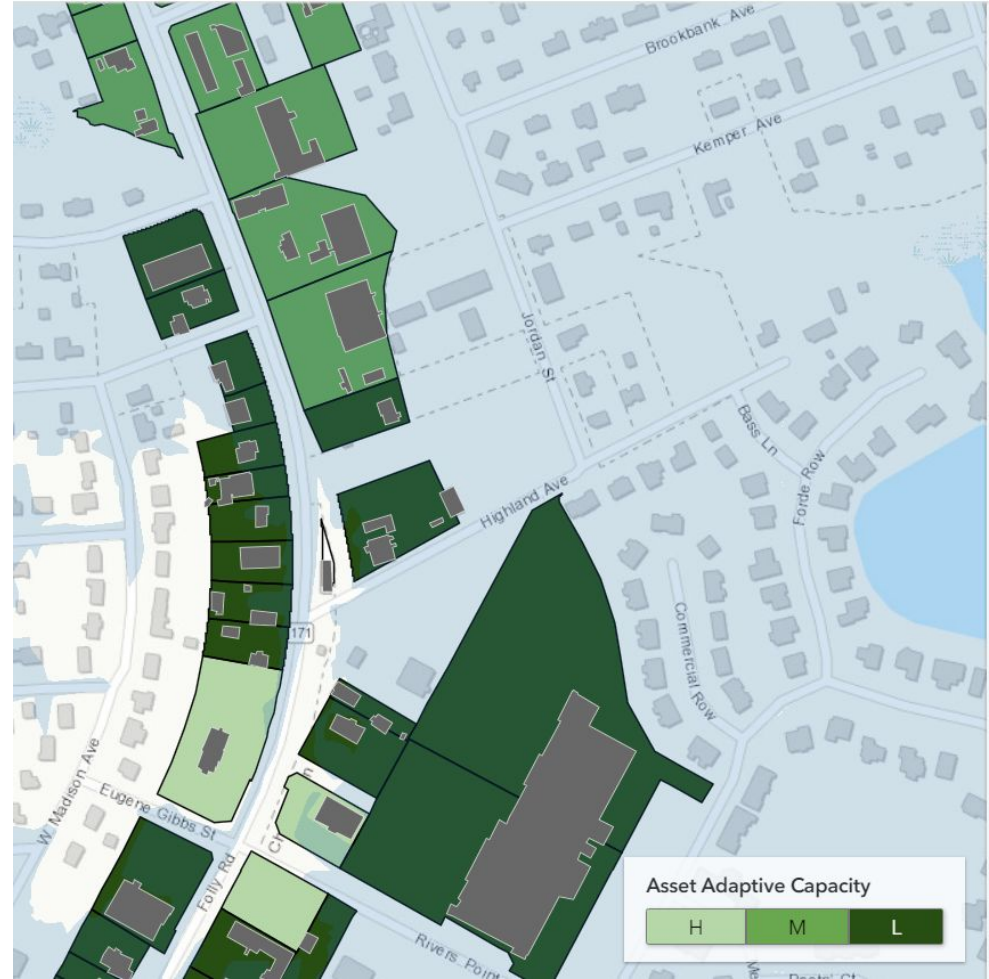 Brookbank Ave
Kemper Ave
Jordan St
Bass Ln
Forde Row
Highland Ave
Commercial Row
171
W Madison Ave
Eugene Gibbs St
Folly Rd
Rivers Point
Asset Adaptive Capacity
H M L